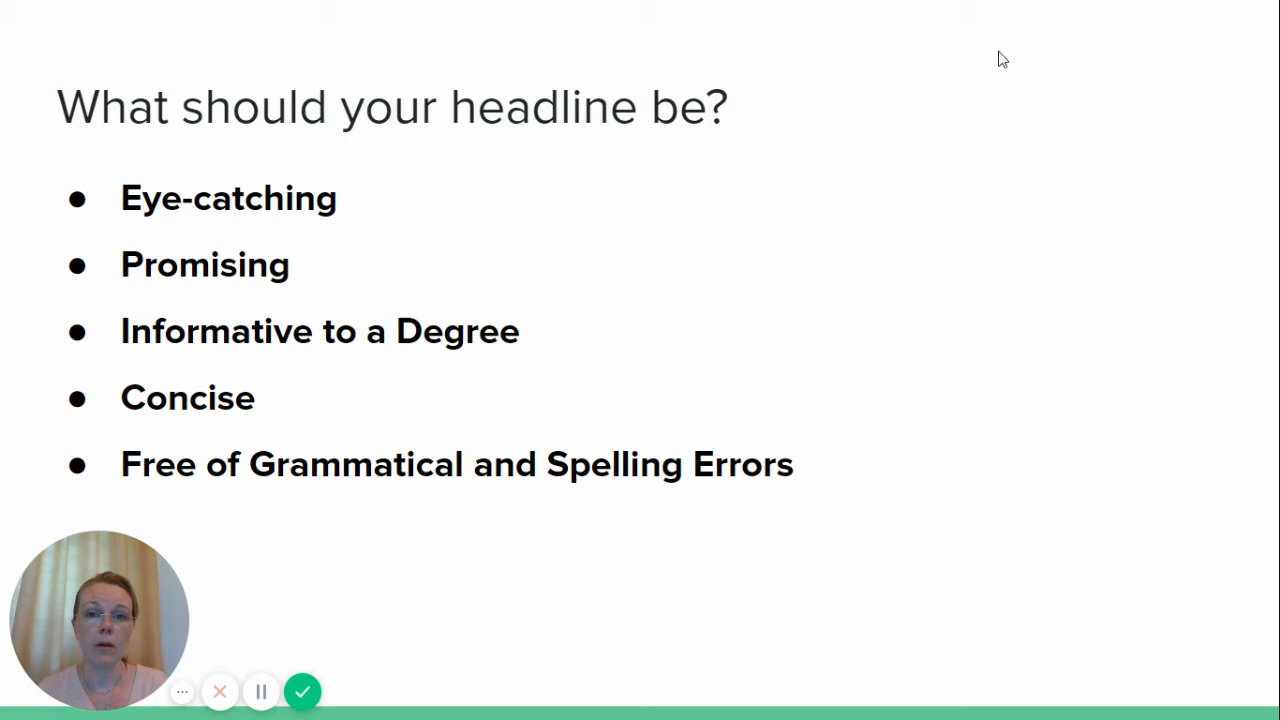 What should your headline be?
● Eye-catching
● Promising
● Informative to a Degree
● Concise
● Free of Grammatical and Spelling Errors